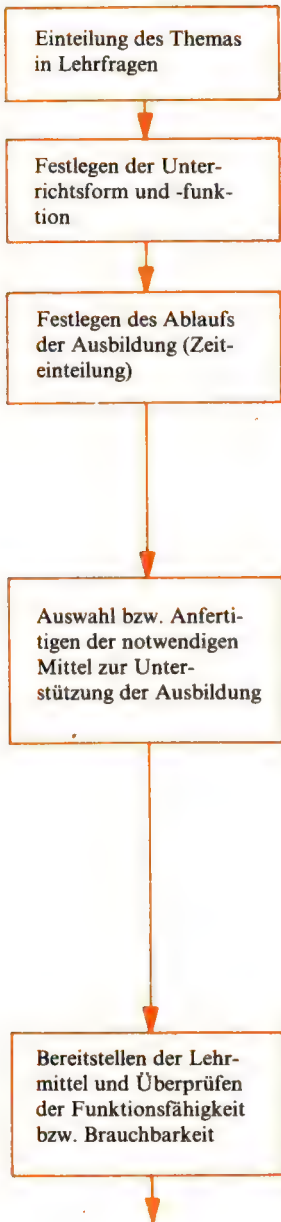 Einteilung des Themas
in Lehrfragen
Festlegen der Unter-
richtsform und -funk-
tion
Festlegen des Ablaufs
der Ausbildung (Zeit-
einteilung)
Auswahl bzw. Anferti-
tigen der notwendigen
Mittel zur Unter-
stützung der Ausbildung
Bereitstellen der Lehr-
mittel und Überprüfen
der Funktionsfähigkeit
bzw. Brauchbarkeit